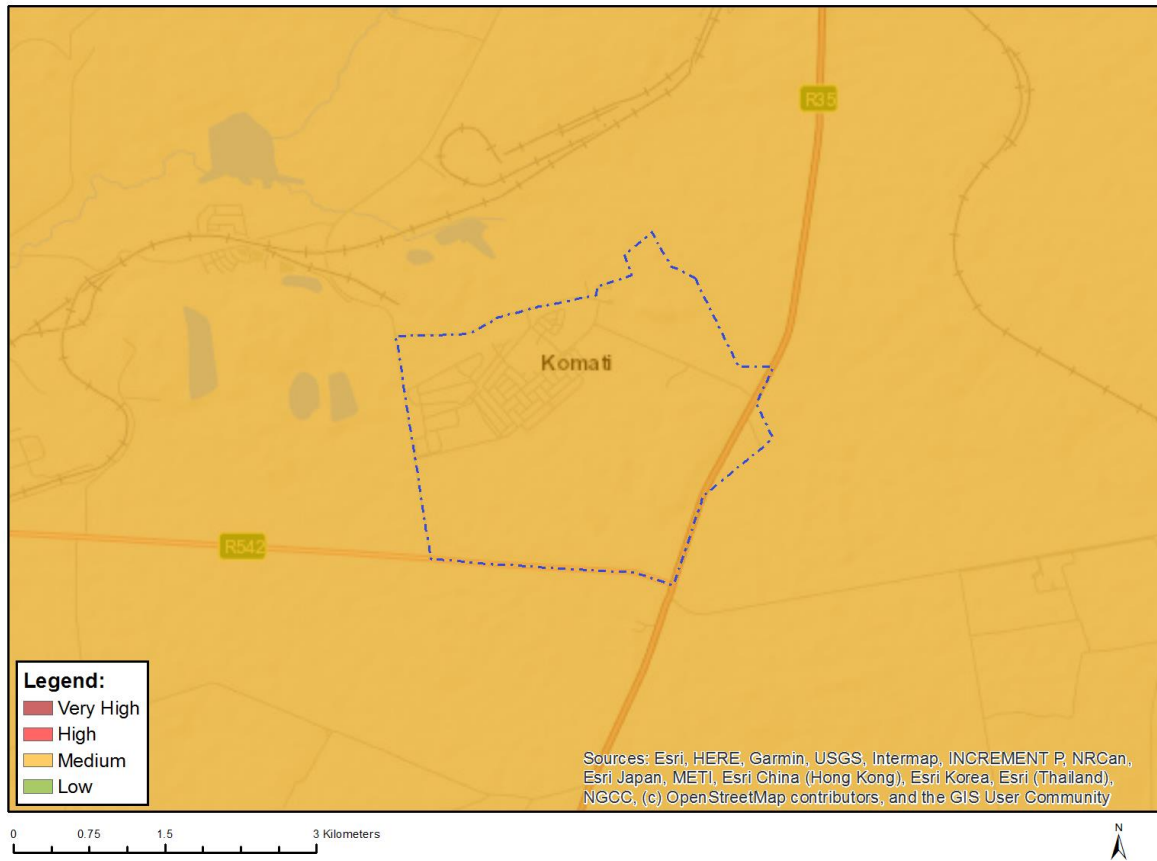 R35
Komati
R542
Legend:
Very High
High
Medium
Low
Sources: Esri, HERE, Garmin, USGS, Intermap, INCREMENT P, NRCan,
Esri Japan, METI, Esri China (Hong Kong), Esri Korea, Esri (Thailand),
NGCC, (c) OpenStreetMap contributors, and the GIS User Community
0 0.75 1.5 3 Kilometers
N